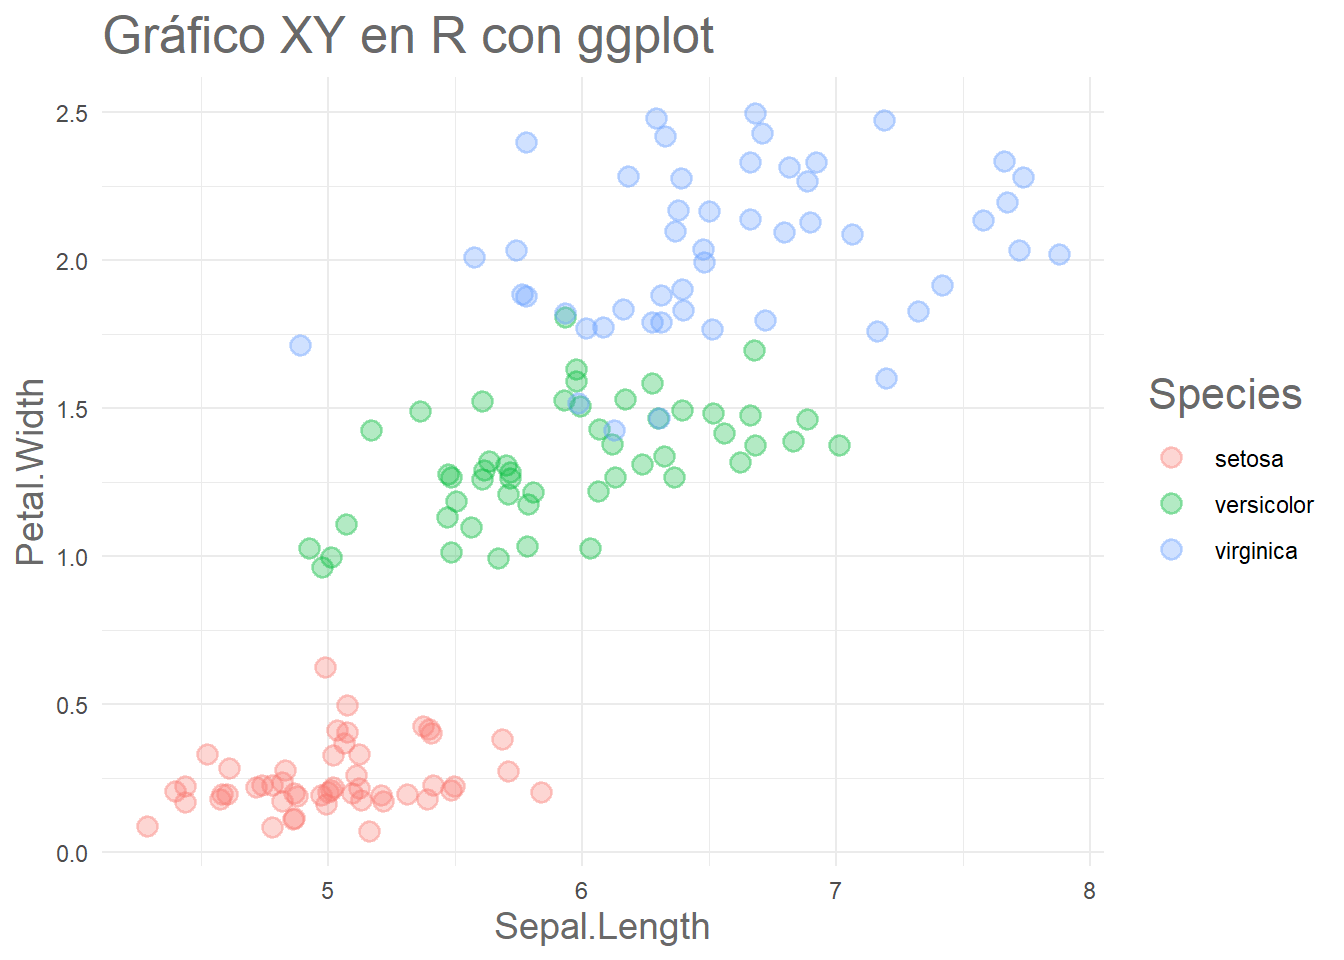 Gráfico XY en R con ggplot
2.5
2.0
1.5
1.0
0.5
0.0
Petal.Width
5 6 7 8
Sepal.Length
Species
setosa
versicolor
virginica